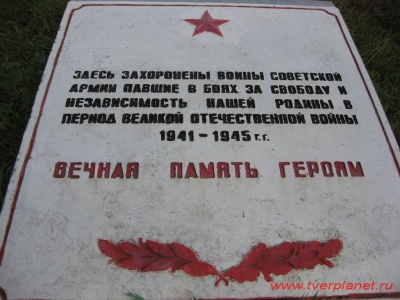 ЗДЕСЬ ЗАХОРОНЕНЫ ВОИНЫ СОВЕТСКОЙ
АРМИИ ПАВШИЕ В БОЯХ ЗА СВОБОДУ И
НЕЗАВИСИМОСТЬ НАШЕЙ РОДИНЫ В
ПЕРИОД ВЕЛИКОЙ ОТЕЧЕСТВЕННОЙ ВОЙНЫ
1941-1945 г.г.
ВЕЧНАЯ ПАМЯТЬ ГЕРОЯМ
www.tverplanet.ru